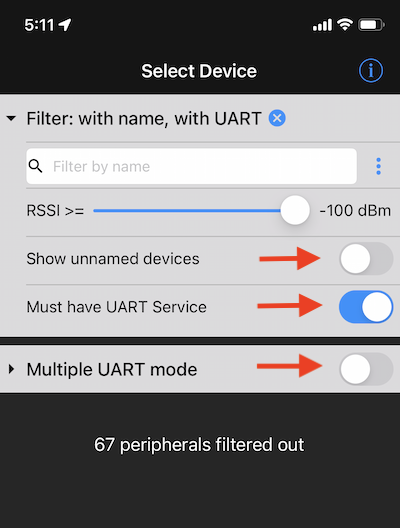 5:11
Select Device
Filter: with name, with UART
Filter by name
RSSI >= -100 dBm
Show unnamed devices
Must have UART Service
Multiple UART mode
67 peripherals filtered out